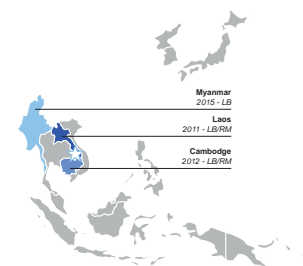 Myanmar
2015 - LB
Laos
2011 - LB/RM
Cambodge
2012 - LB/RM